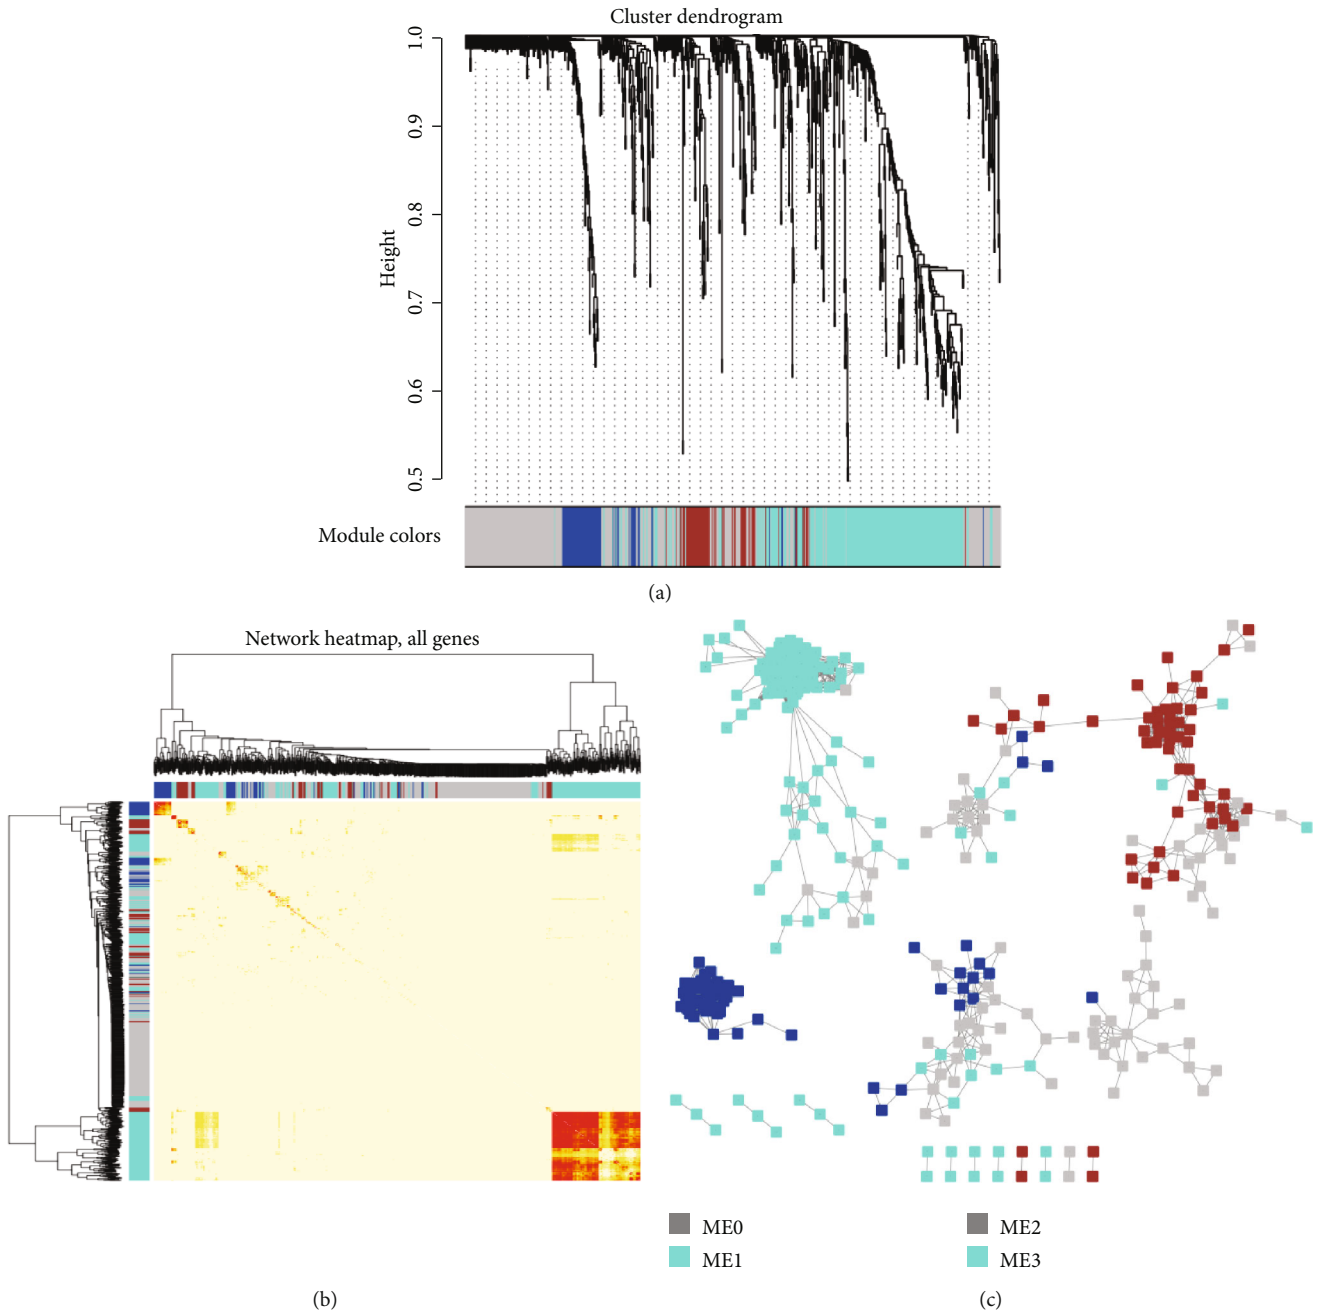 Cluster dendrogram
1.0
0.9
0.8
0.7
0.6
0.5
Height
Module colors
(a)
Network heatmap, all genes
ME0
ME1
ME2
ME3
(b)
(c)